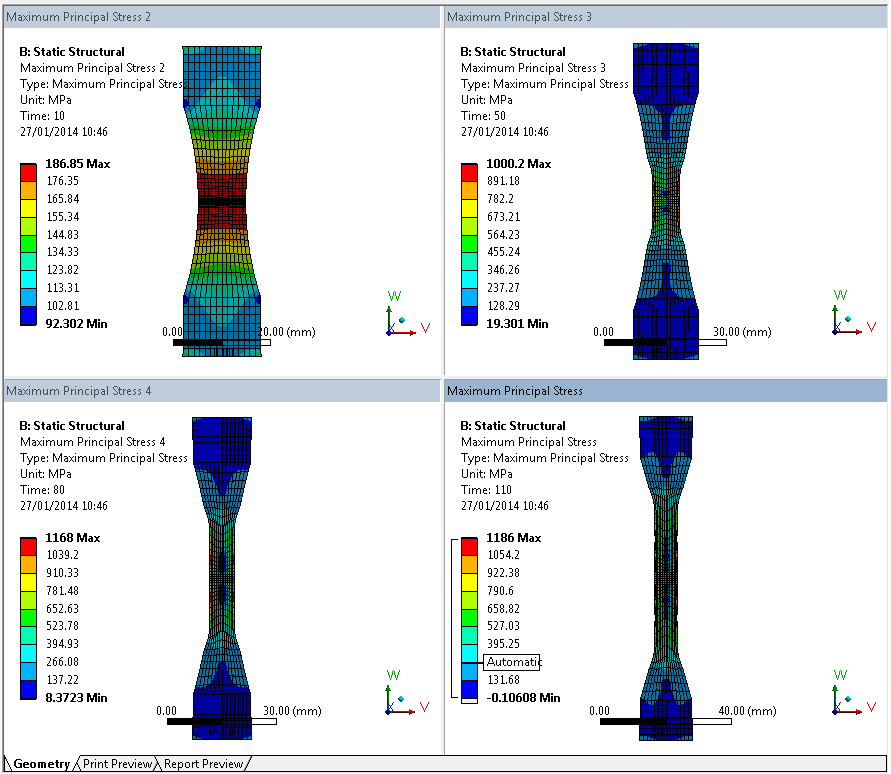 Maximum Principal Stress 2
B: Static Structural
Maximum Principal Stress 2
Type: Maximum Principal Stress
Unit: MPa
Time: 10
27/01/2014 10:46
186.85 Max
176.35
165.84
155.34
144.83
134.33
123.82
113.31
102.81
92.302 Min
0.00
20.00 (mm)
W
V
X
Maximum Principal Stress 3
B: Static Structural
Maximum Principal Stress 3
Type: Maximum Principal Stress
Unit: MPa
Time: 50
27/01/2014 10:46
1000.2 Max
891.18
782.2
673.21
564.23
455.24
346.26
237.27
128.29
19.301 Min
0.00
30.00 (mm)
W
V
X
Maximum Principal Stress 4
B: Static Structural
Maximum Principal Stress 4
Type: Maximum Principal Stress
Unit: MPa
Time: 80
27/01/2014 10:46
1168 Max
1039.2
910.33
781.48
652.63
523.78
394.93
266.08
137.22
8.3723 Min
0.00
30.00 (mm)
W
V
Maximum Principal Stress
B: Static Structural
Maximum Principal Stress
Type: Maximum Principal Stress
Unit: MPa
Time: 110
27/01/2014 10:46
1186 Max
1054.2
922.38
790.6
658.82
527.03
395.25
Automatic
131.68
-0.10608 Min
0.00
40.00 (mm)
W
V
Geometry Print Preview Report Preview